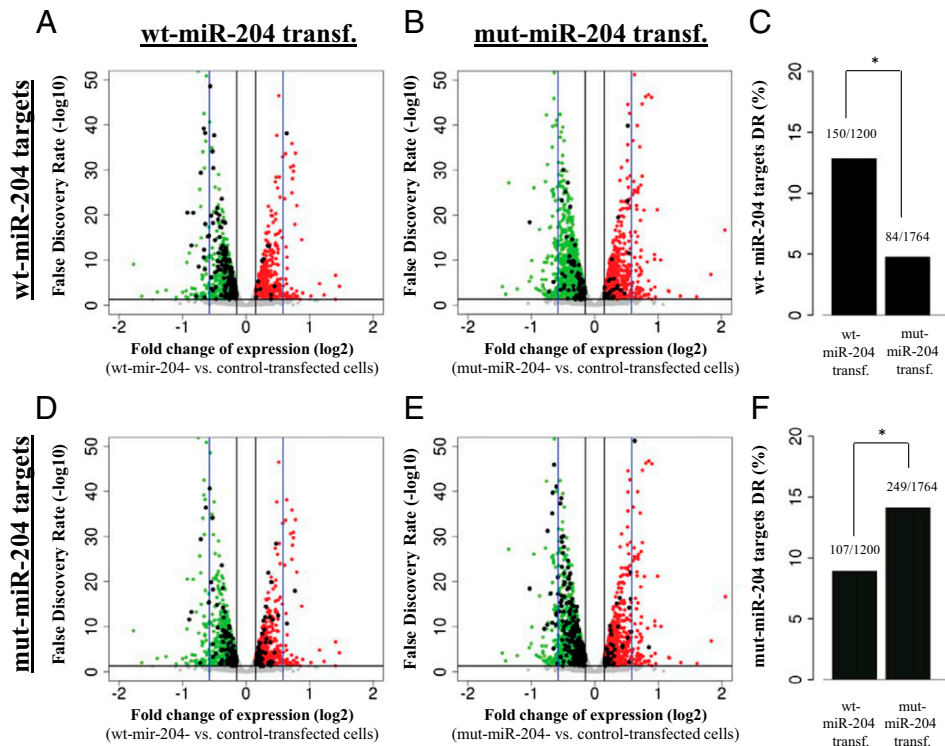 A
wt-miR-204 transf.
B
mut-miR-204 transf.
C
wt-miR-204 targets
False Discovery Rate (-log10)
50
40
30
20
10
0
-2
-1
0
1
2
Fold change of expression (log2)
(wt-mir-204- vs. control-transfected cells)
False Discovery Rate (-log10)
50
40
30
20
10
0
-2
-1
0
1
2
Fold change of expression (log2)
(mut-miR-204- vs. control-transfected cells)
wt- miR-204 targets DR (%)
20
15
10
5
0
*
150/1200
84/1764
wt-
miR-204
transf.
mut-
miR-204
transf.
D
E
F
mut-miR-204 targets
False Discovery Rate (-log10)
50
40
30
20
10
0
-2
-1
0
1
2
Fold change of expression (log2)
(wt-mir-204- vs. control-transfected cells)
False Discovery Rate (-log10)
50
40
30
20
10
0
-2
-1
0
1
2
Fold change of expression (log2)
(mut-miR-204- vs. control-transfected cells)
mut-miR-204 targets DR (%)
20
15
10
5
0
*
249/1764
107/1200
wt-
miR-204
transf.
mut-
miR-204
transf.